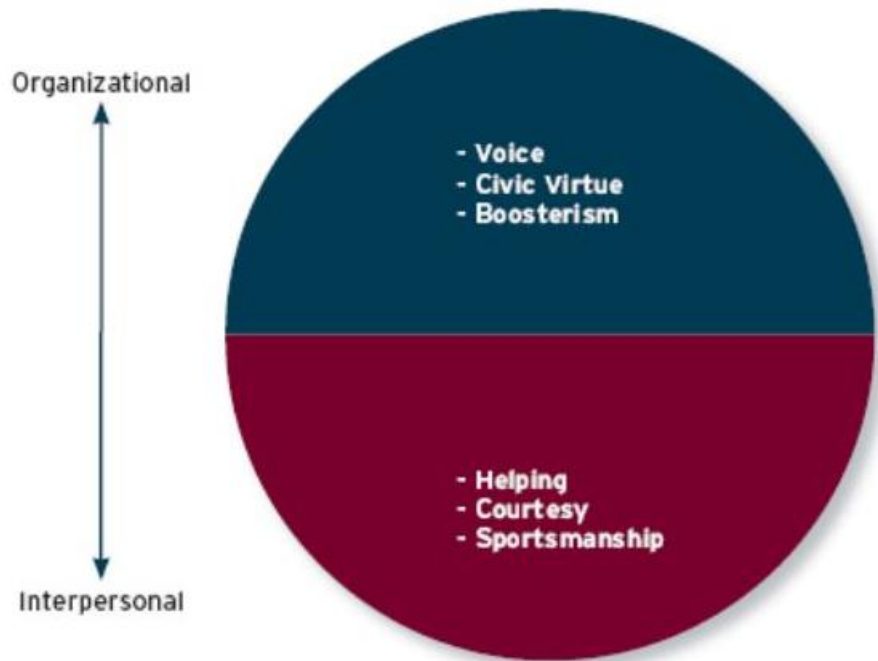 Organizational
- Voice
- Civic Virtue
- Boosterism
- Helping
- Courtesy
- Sportsmanship
Interpersonal